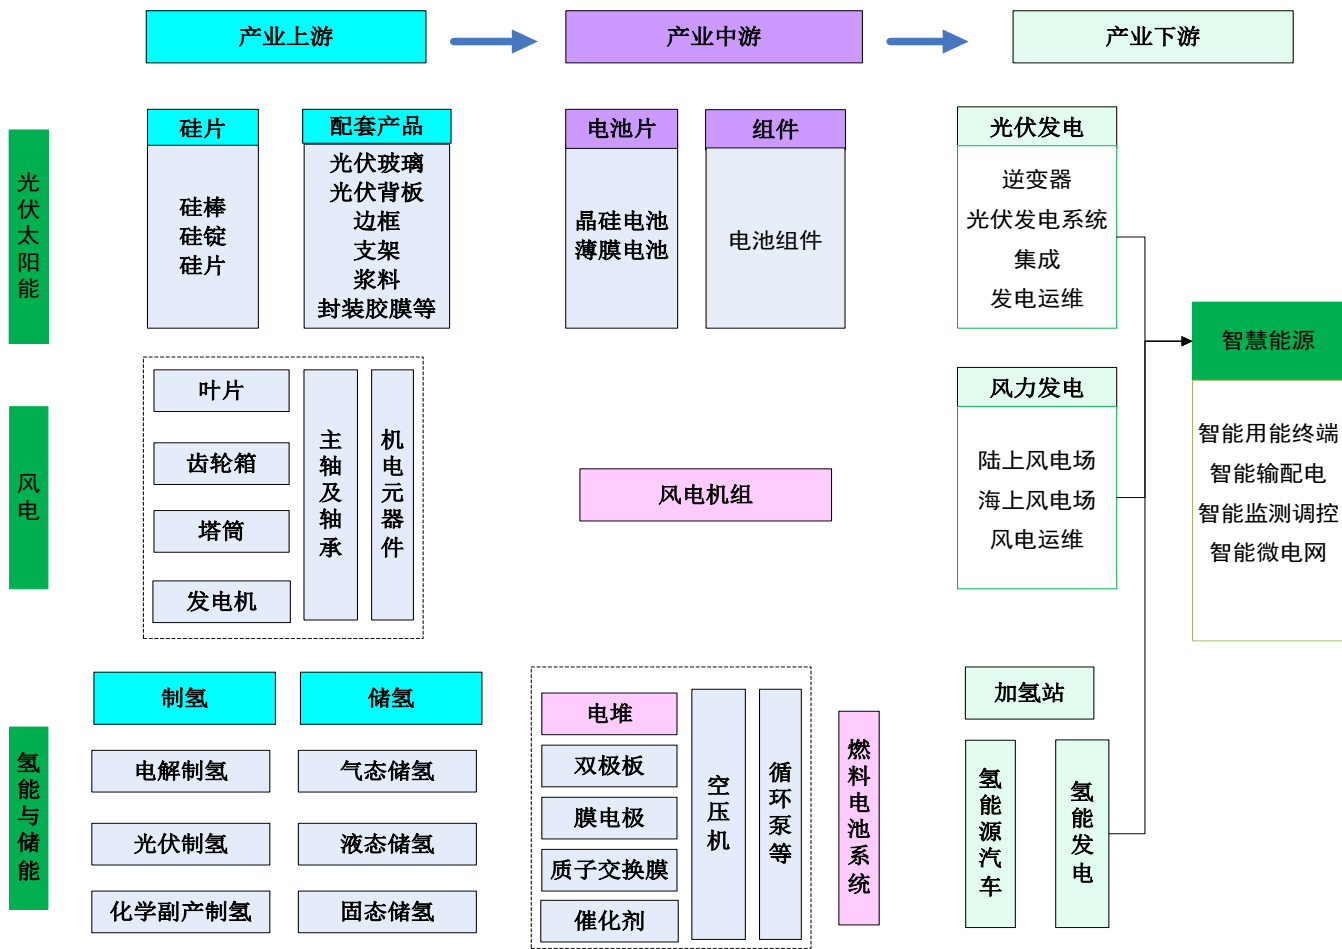 产业上游
产业中游
产业下游
光伏太阳能
硅片
硅棒
硅锭
硅片
配套产品
光伏玻璃
光伏背板
边框
支架
浆料
封装胶膜等
电池片
晶硅电池
薄膜电池
组件
电池组件
光伏发电
逆变器
光伏发电系统
集成
发电运维
智慧能源
智能用能终端
智能输配电
智能监测调控
智能微电网
风电
叶片
齿轮箱
塔筒
发电机
主轴及轴承
机电元器件
风电机组
风力发电
陆上风电场
海上风电场
风电运维
氢能与储能
制氢
电解制氢
光伏制氢
化学副产制氢
储氢
气态储氢
液态储氢
固态储氢
电堆
双极板
膜电极
质子交换膜
催化剂
空压机
循环泵等
燃料电池系统
加氢站
氢能源汽车
氢能发电